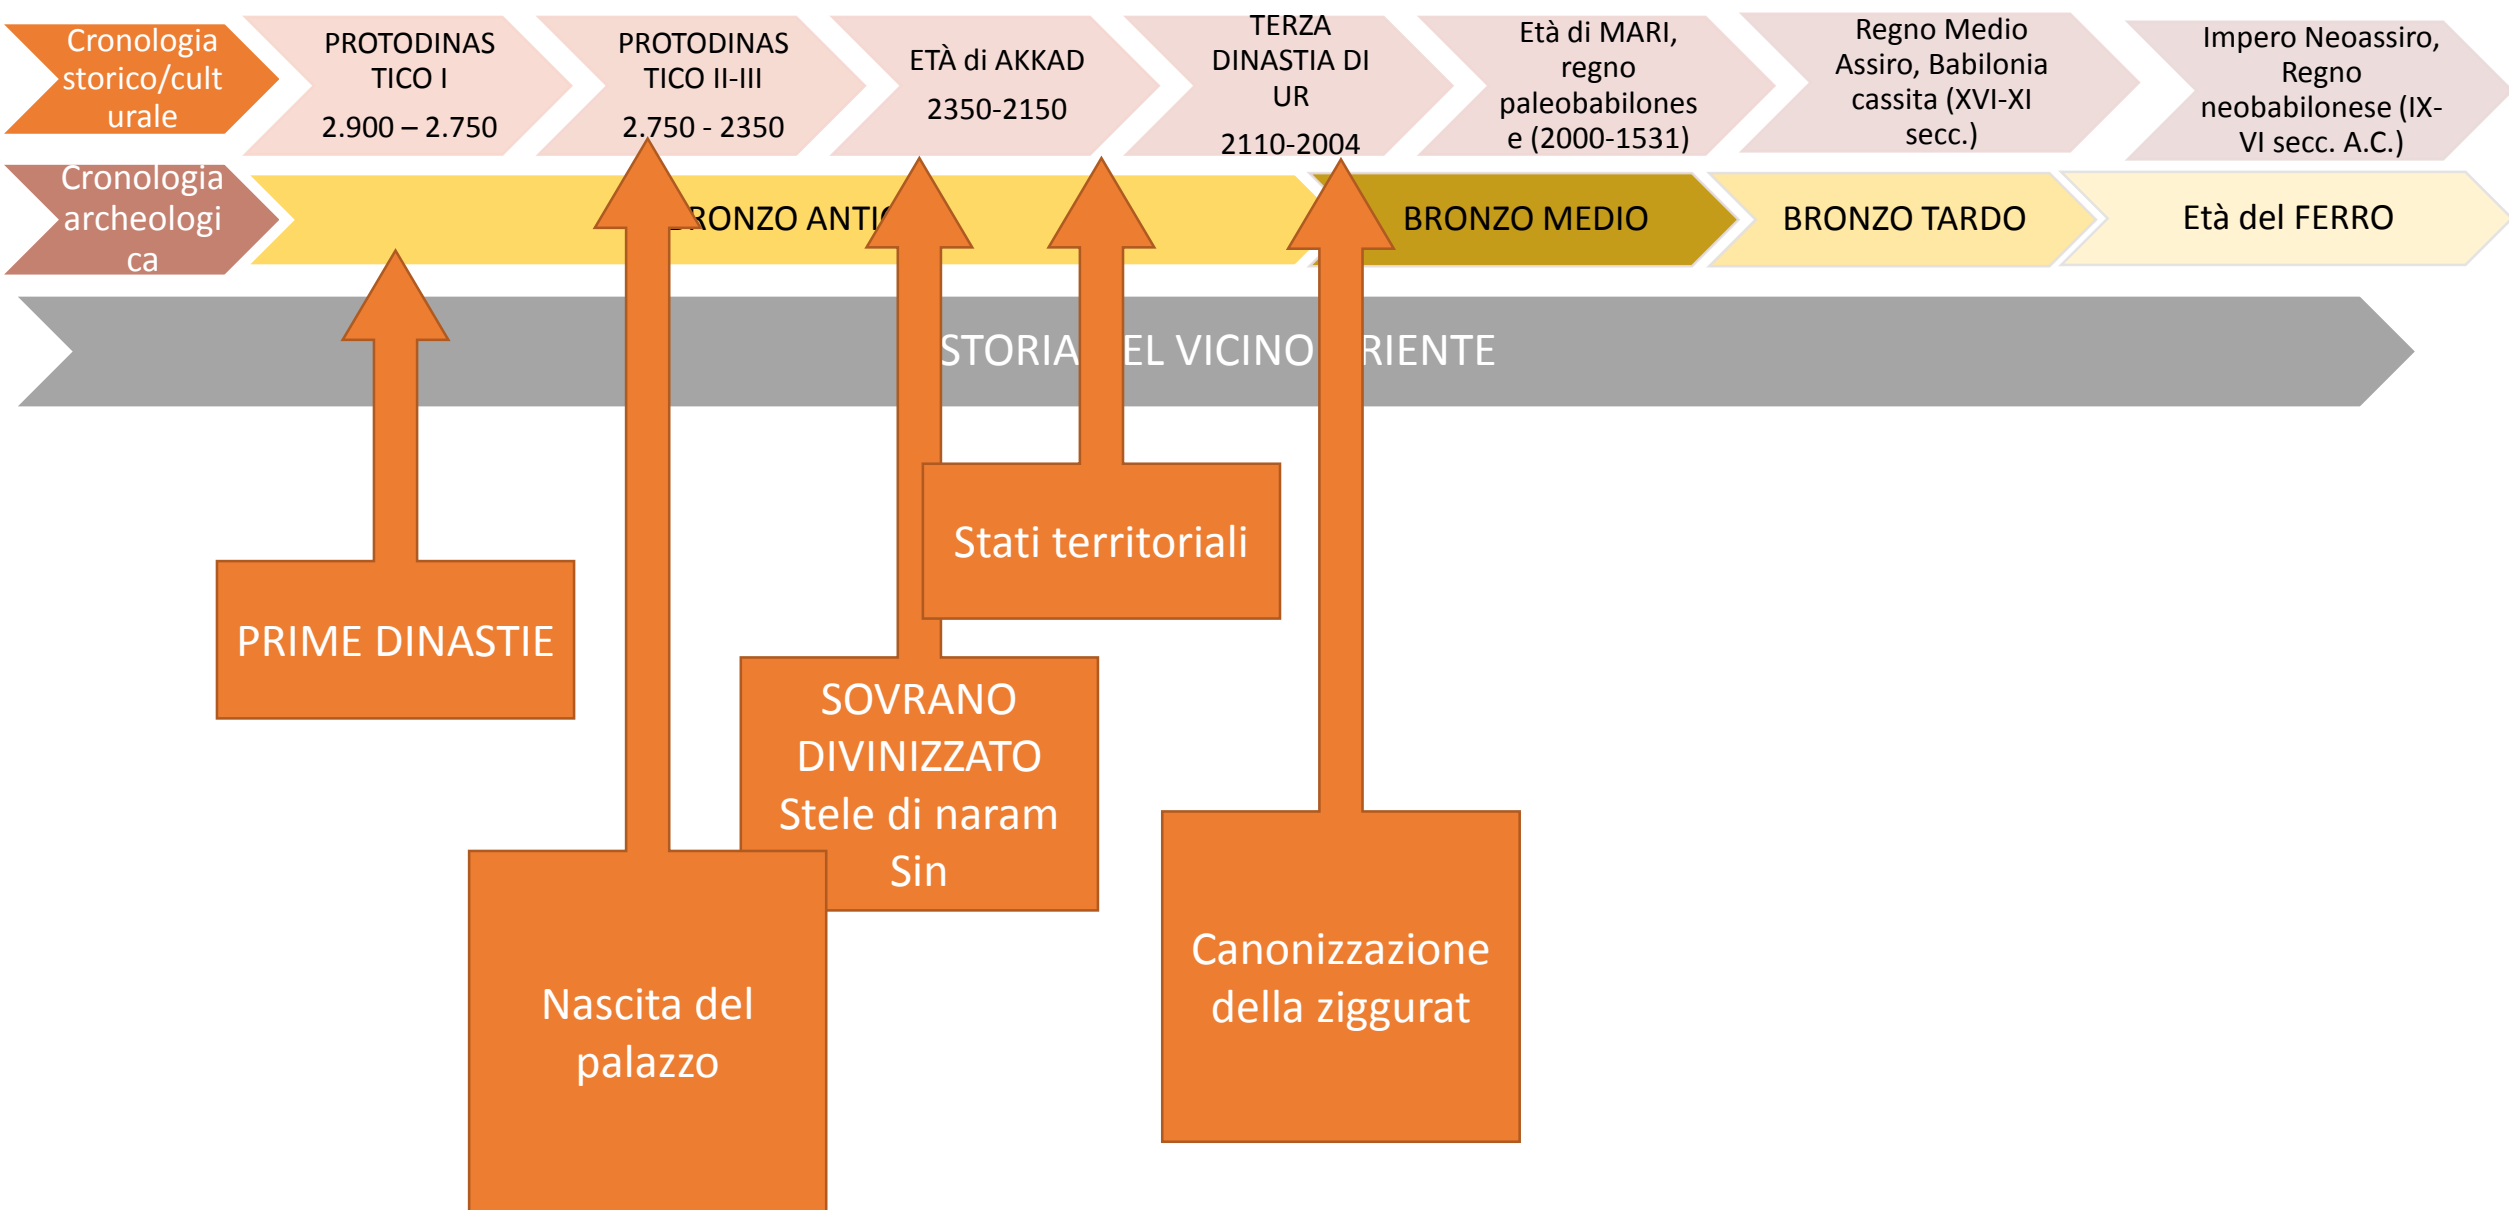 Cronologia
storico/cult
urale
PROTODINAS
TICO I
2.900 – 2.750
PROTODINAS
TICO II-III
2.750 - 2350
ETÀ di AKKAD
2350-2150
TERZA
DINASTIA DI
UR
2110-2004
Età di MARI,
regno
paleobabilones
e (2000-1531)
Regno Medio
Assiro, Babilonia
cassita (XVI-XI
secc.)
Impero Neoassiro,
Regno
neobabilonese (IX-
VI secc. A.C.)
Cronologia
archeologi
ca
RONZO ANTI
BRONZO MEDIO
BRONZO TARDO
Età del FERRO
STORIA EL VICINO RIENTE
Stati territoriali
PRIME DINASTIE
SOVRANO
DIVINIZZATO
Stele di naram
Sin
Nascita del
palazzo
Canonizzazione
della ziggurat